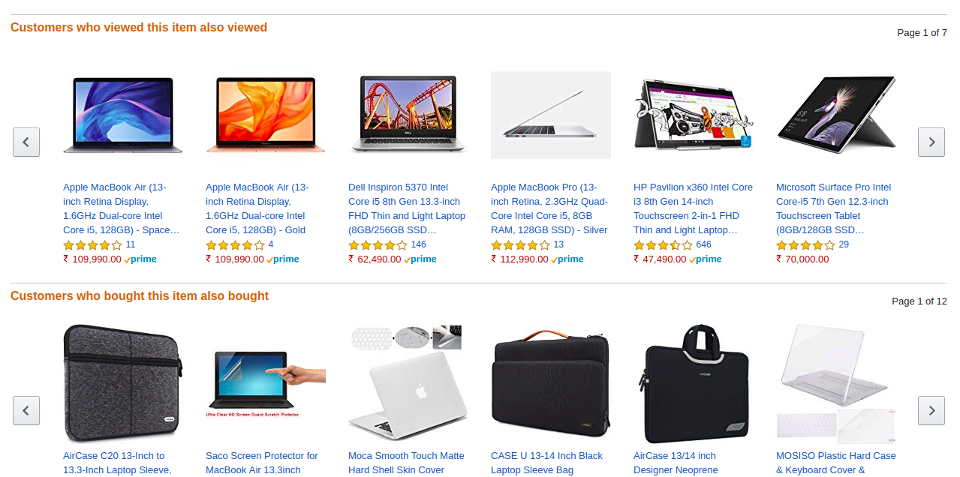 Customers who viewed this item also viewed
Page 1 of 7
Apple MacBook Air (13-
in Retina Display,
1.6GHz Dual-core Intel
Core i5, 128GB) - Space…
11
₹ 109,990.00 prime
Apple MacBook Air (13-
in Retina Display,
1.6GHz Dual-core Intel
Core i5, 128GB) - Gold
4
₹ 109,990.00 prime
Dell Inspiron 5370 Intel
Core i5 8th Gen 13.3-inch
FHD Thin and Light Laptop
(8GB/256GB SSD…
146
₹ 62,490.00 prime
Apple MacBook Pro (13-
inch Retina, 2.3GHz Quad-
Core Intel Core i5, 8GB
RAM, 128GB SSD) - Silver
13
₹ 112,990.00 prime
HP Pavilion x360 Intel Core
i3 8th Gen 14-inch
Touchscreen 2-in-1 FHD
Thin and Light Laptop…
646
₹ 47,490.00 prime
Microsoft Surface Pro Intel
Core-i5 7th Gen 12.3-inch
Touchscreen Tablet
(8GB/128GB SSD…
29
₹ 70,000.00
Customers who bought this item also bought
Page 1 of 12
Ultra Clear HD Screen Guard Scratch Protector
AirCase C20 13-Inch to
13.3-Inch Laptop Sleeve,
Saco Screen Protector for
MacBook Air 13.3inch
Moca Smooth Touch Matte
Hard Shell Skin Cover
CASE U 13-14 Inch Black
Laptop Sleeve Bag
AirCase 13/14 inch
Designer Neoprene
MOSISO Plastic Hard Case
& Keyboard Cover &